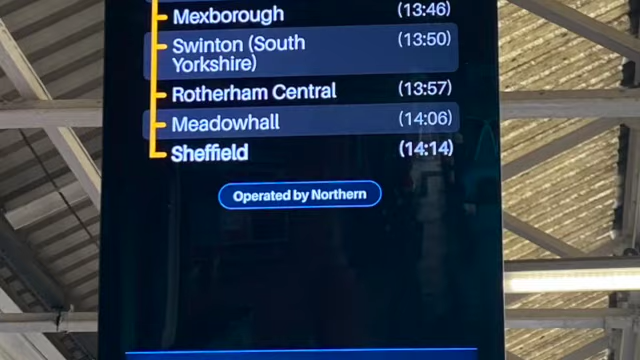 Mexborough (13:46)
Swinton (South (13:50)
Yorkshire)
Rotherham Central (13:57)
Meadowhall (14:06)
Sheffield (14:14)
Operated by Northern